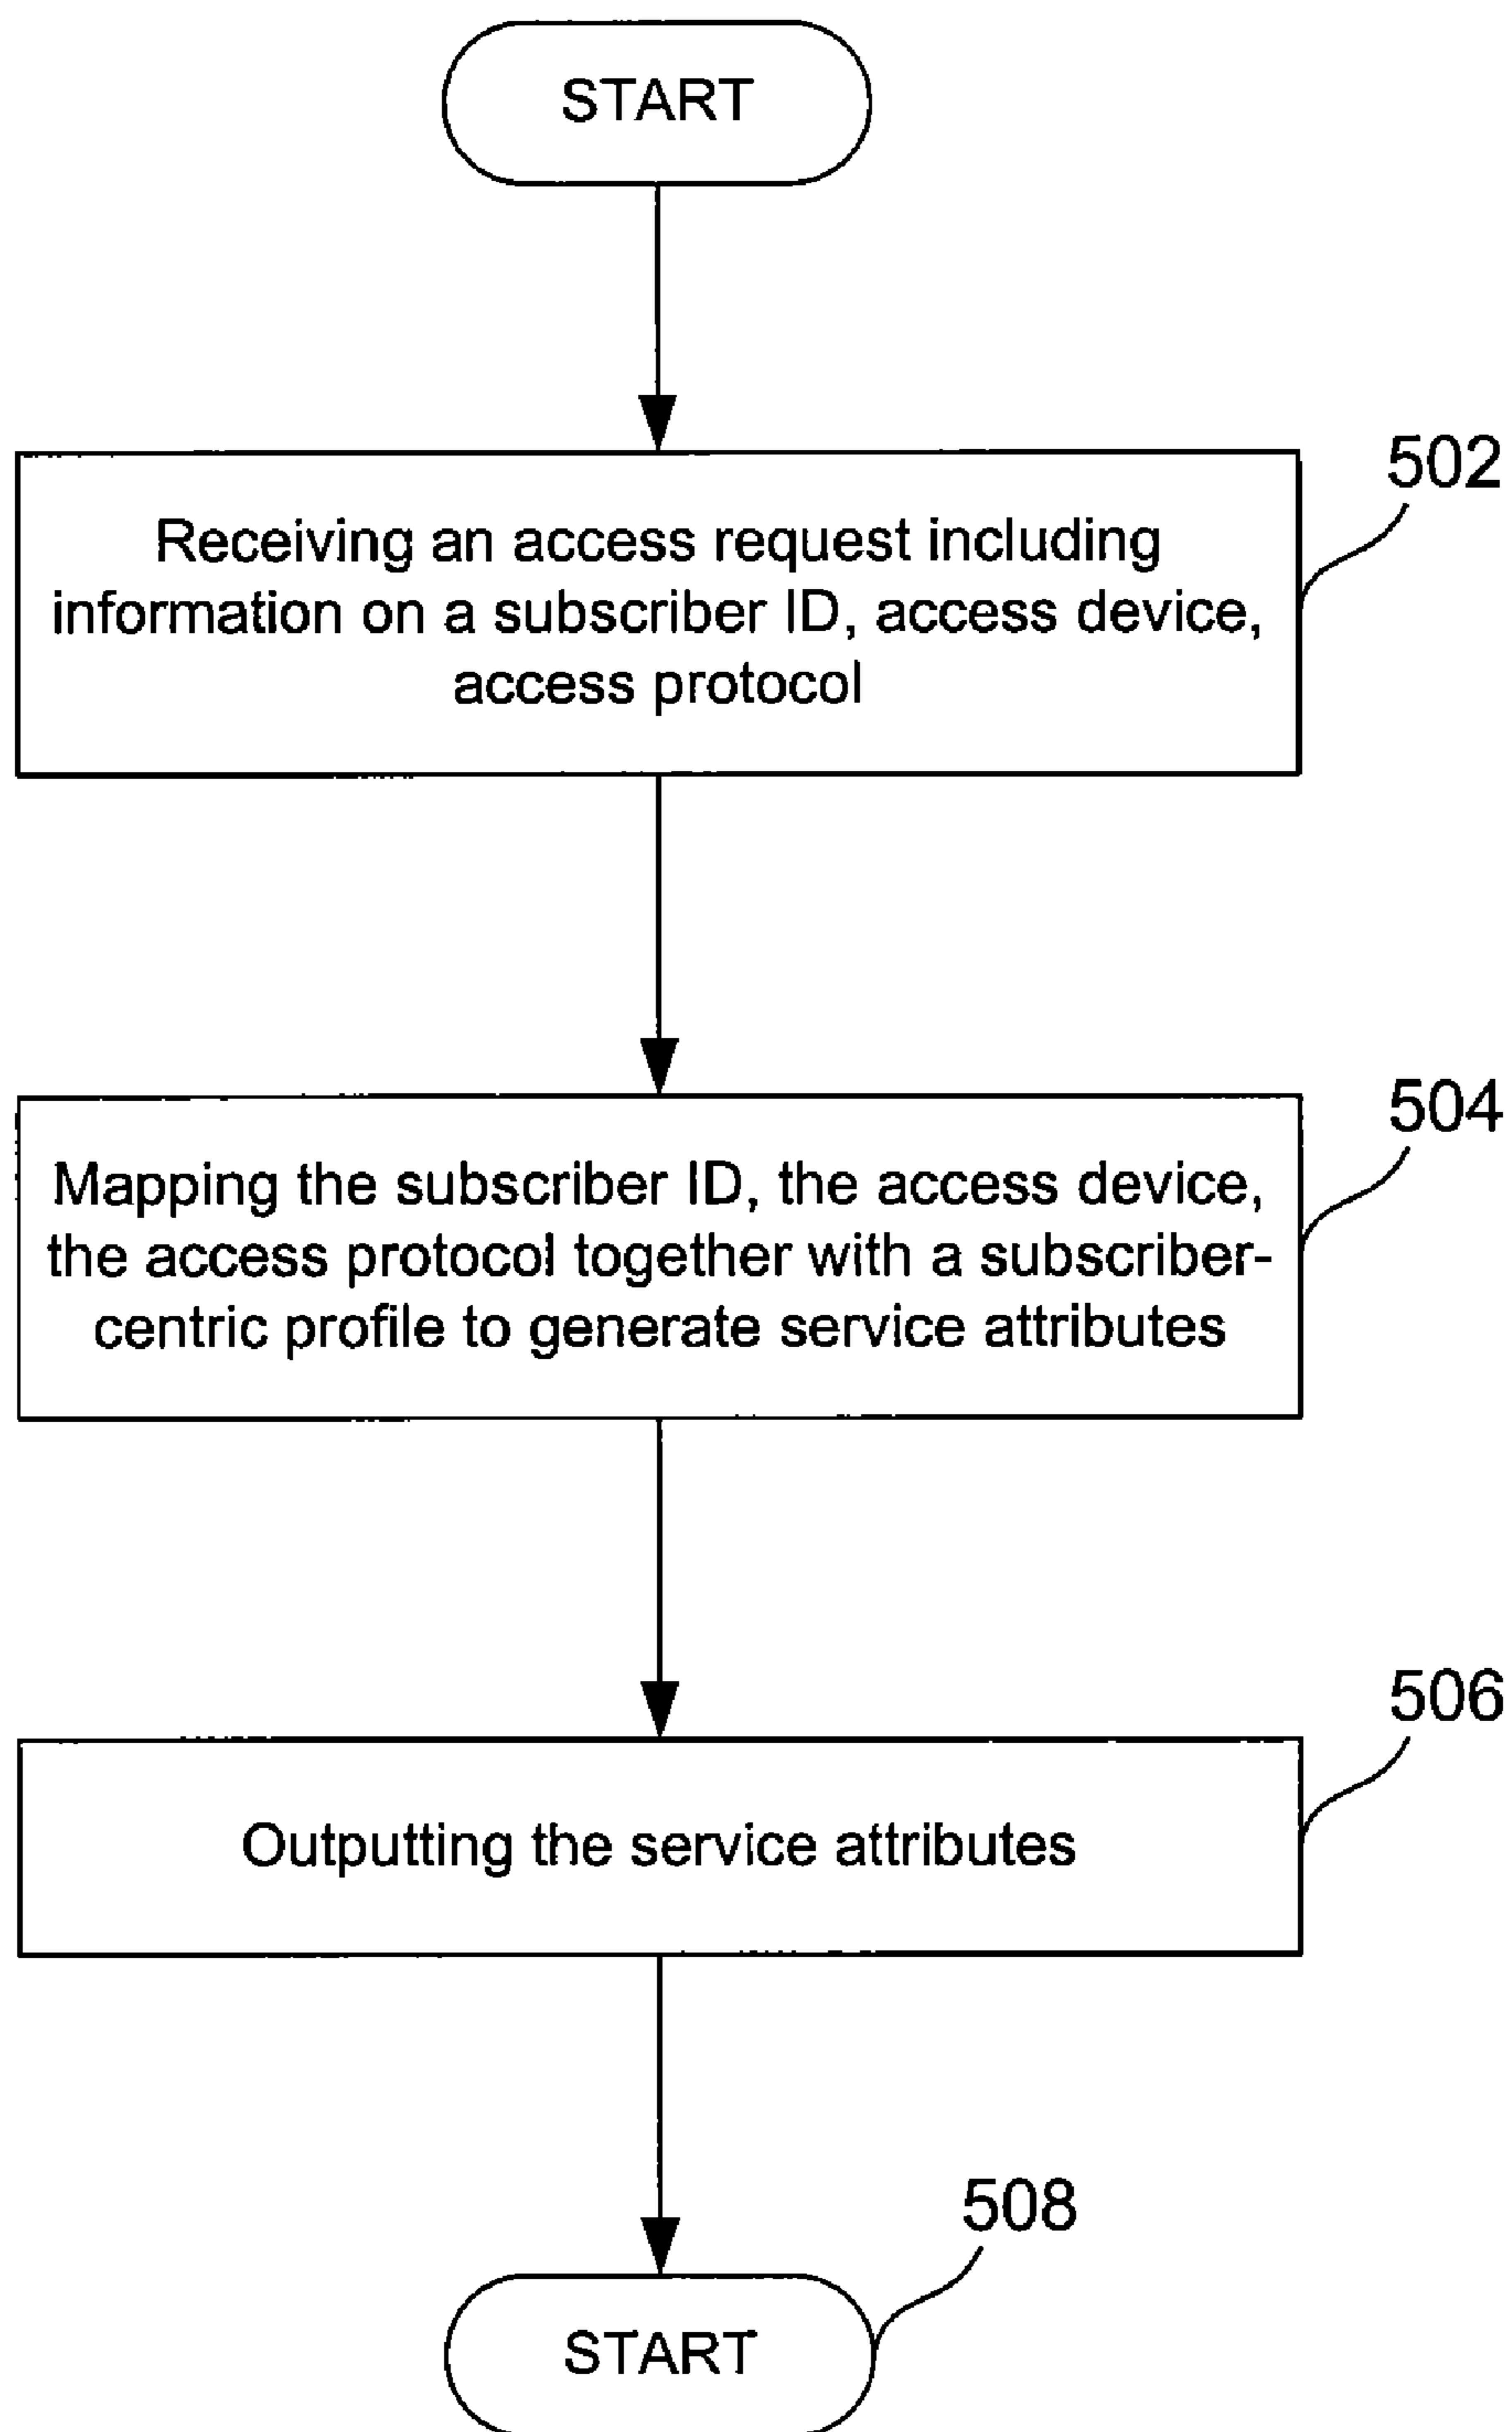 START
502
Receiving an access request including
information on a subscriber ID, access device,
access protocol
504
Mapping the subscriber ID, the access device,
the access protocol together with a subscriber-
centric profile to generate service attributes
506
Outputting the service attributes
508
START